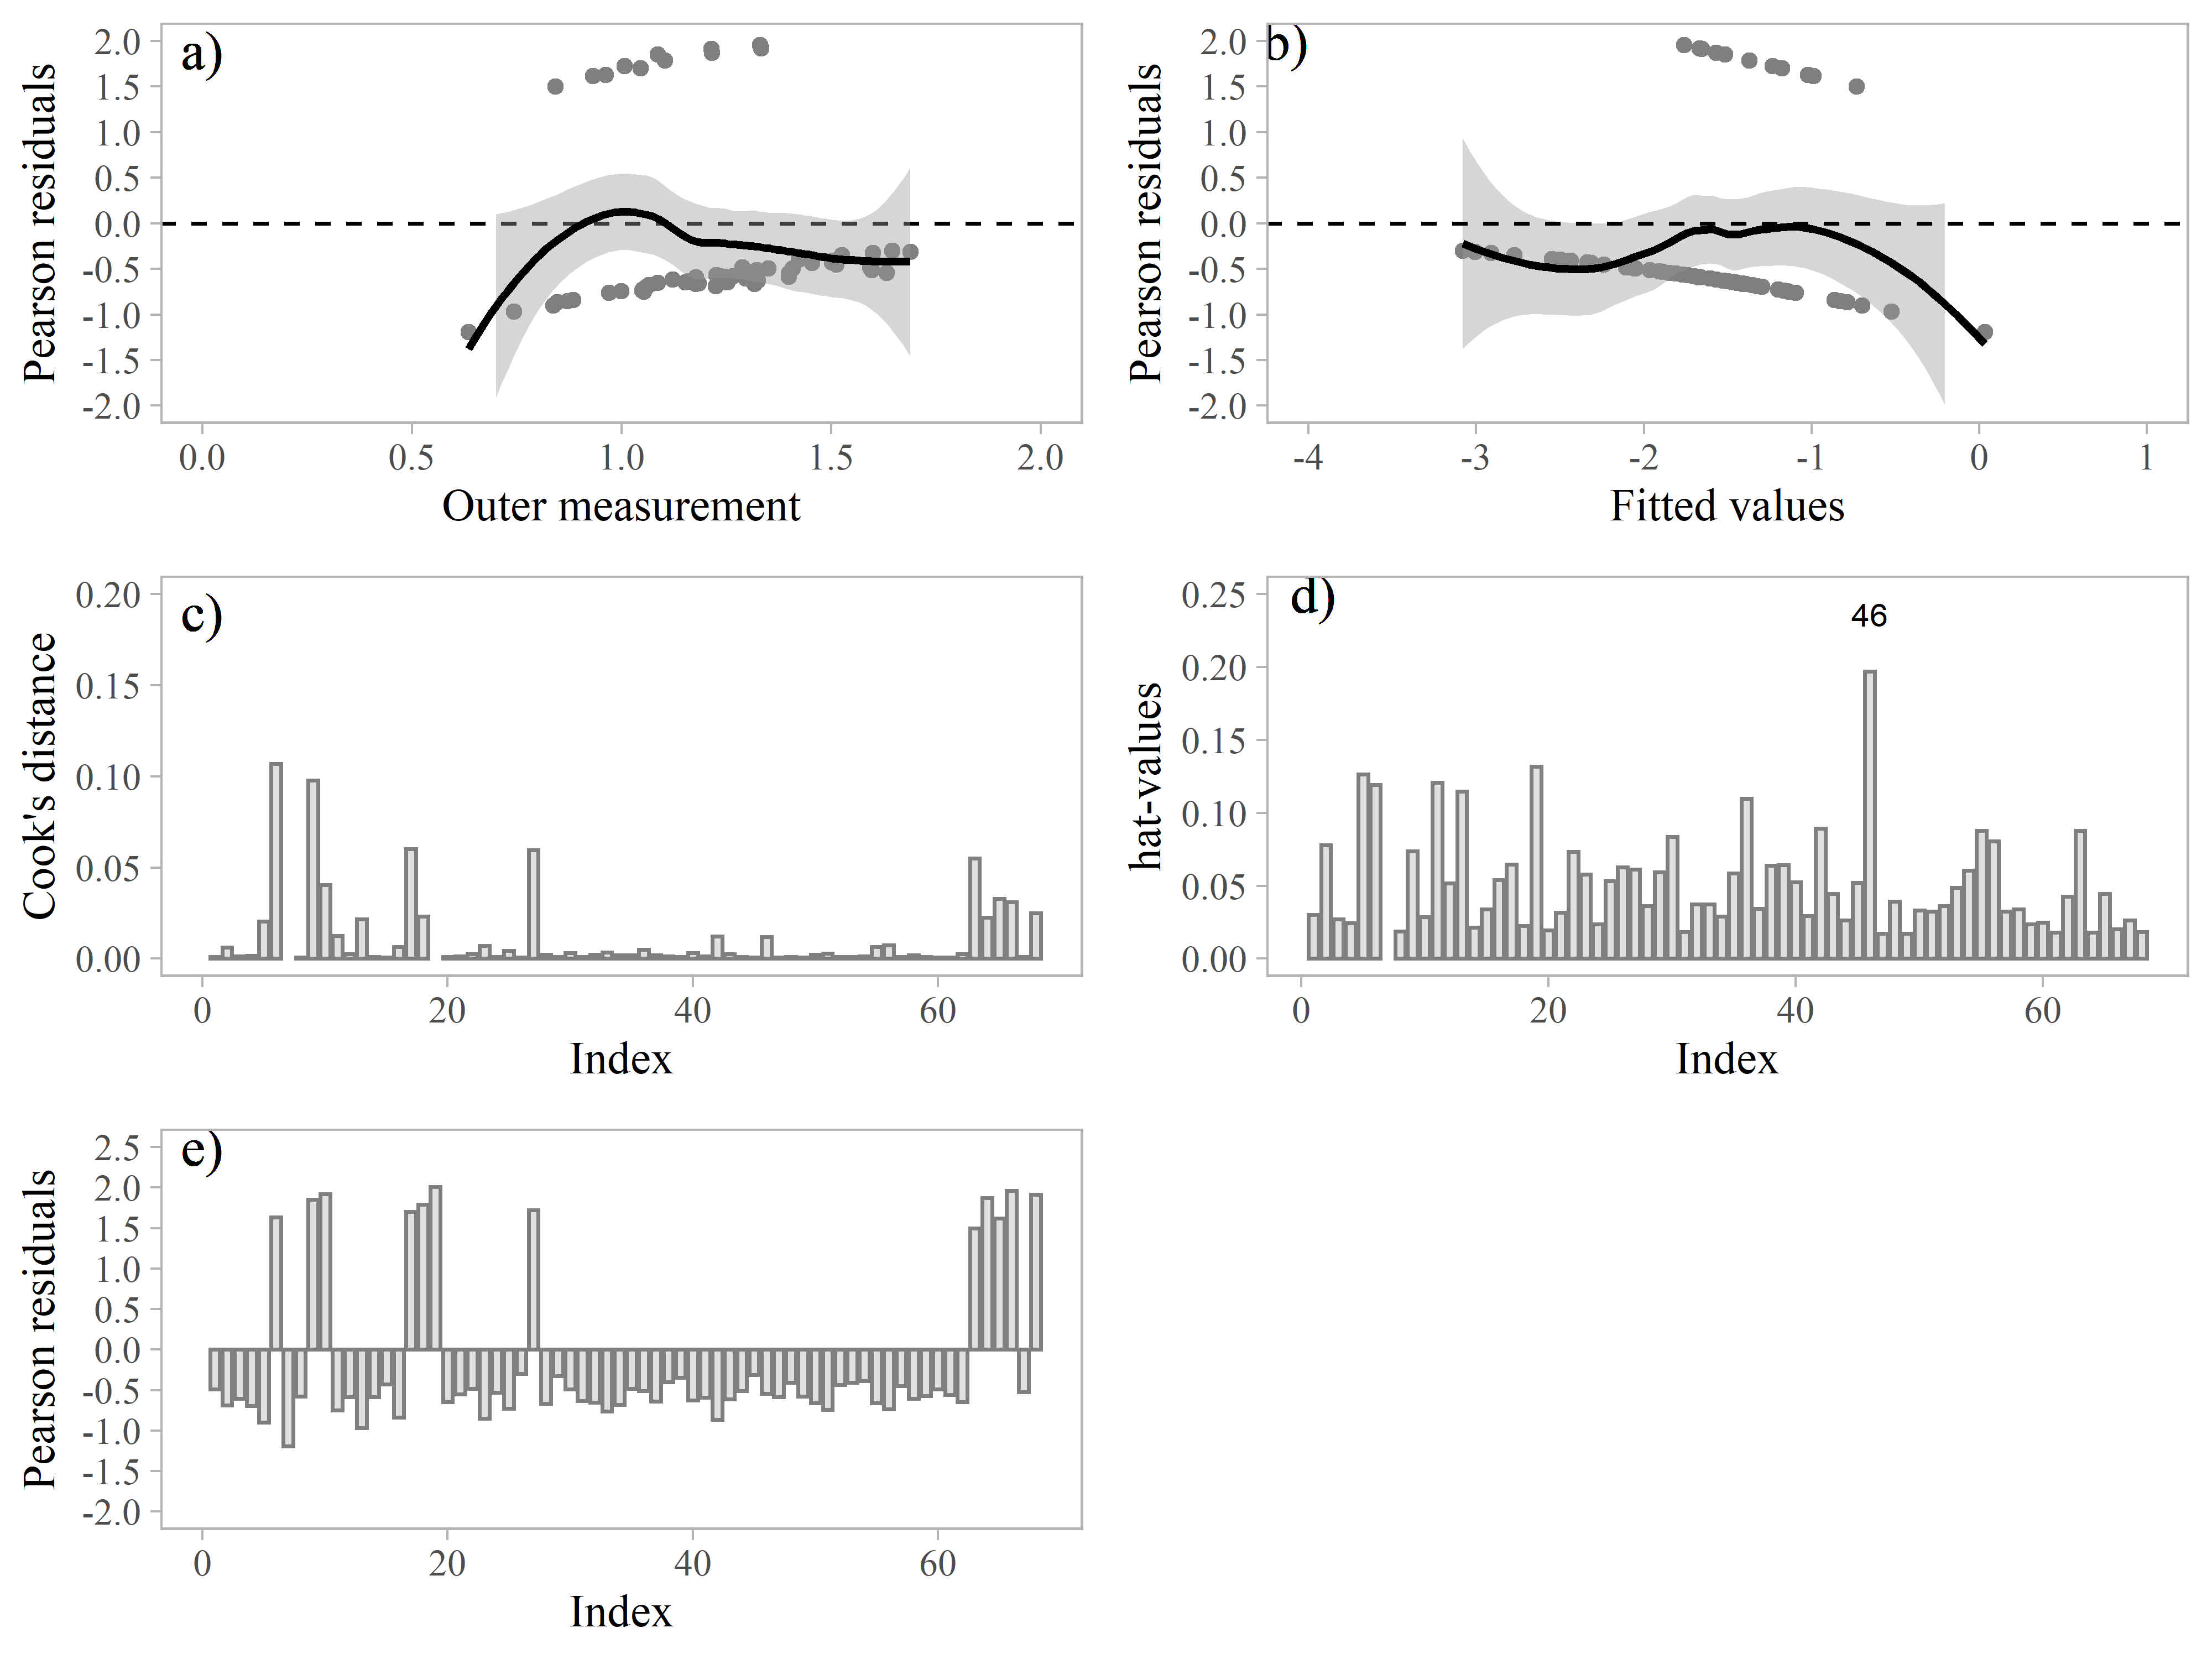 a)
2.0
1.5
1.0
0.5
0.0
-0.5
-1.0
-1.5
-2.0
Pearson residuals
0.0 0.5 1.0 1.5 2.0
Outer measurement
b)
2.0
1.5
1.0
0.5
0.0
-0.5
-1.0
-1.5
-2.0
Pearson residuals
-4 -3 -2 -1 0 1
Fitted values
c)
0.20
0.15
0.10
0.05
0.00
Cook's distance
0 20 40 60
Index
d)
46
0.25
0.20
0.15
0.10
0.05
0.00
hat-values
0 20 40 60
Index
e)
2.5
2.0
1.5
1.0
0.5
0.0
-0.5
-1.0
-1.5
-2.0
Pearson residuals
0 20 40 60
Index